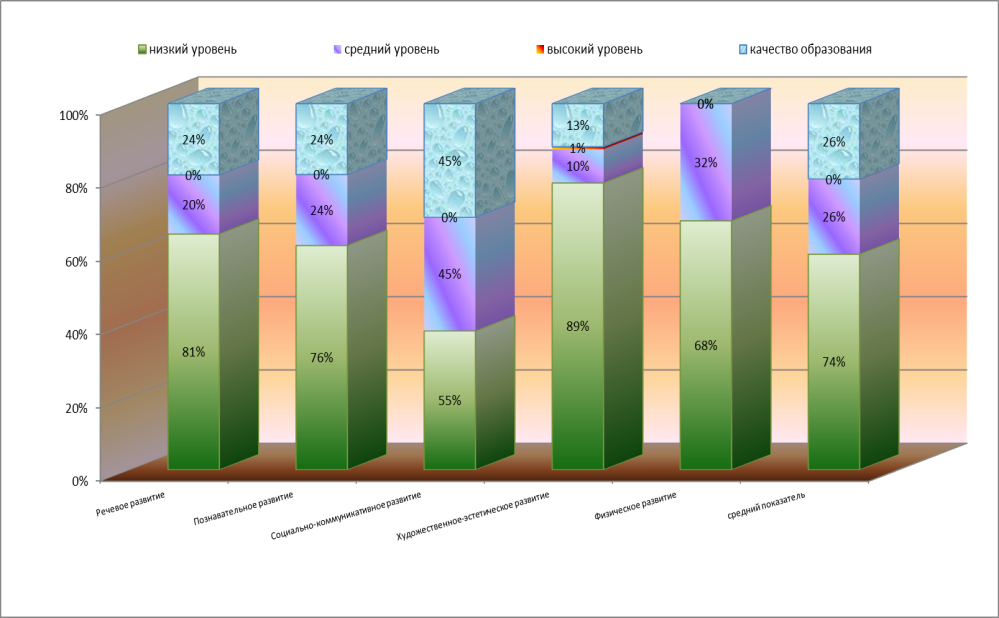 низкий уровень средний уровень высокий уровень качество образования
100%
80%
60%
40%
20%
0%
24% 24% 45% 13% 0% 26%
0% 0% 0% 1% 0%
20% 24% 45% 10% 32% 26%
81% 76% 55% 89% 68% 74%
Речевое развитие
Познавательное развитие
Социально-коммуникативное развитие
Художественное-эстетическое развитие
Физическое развитие
средний показатель